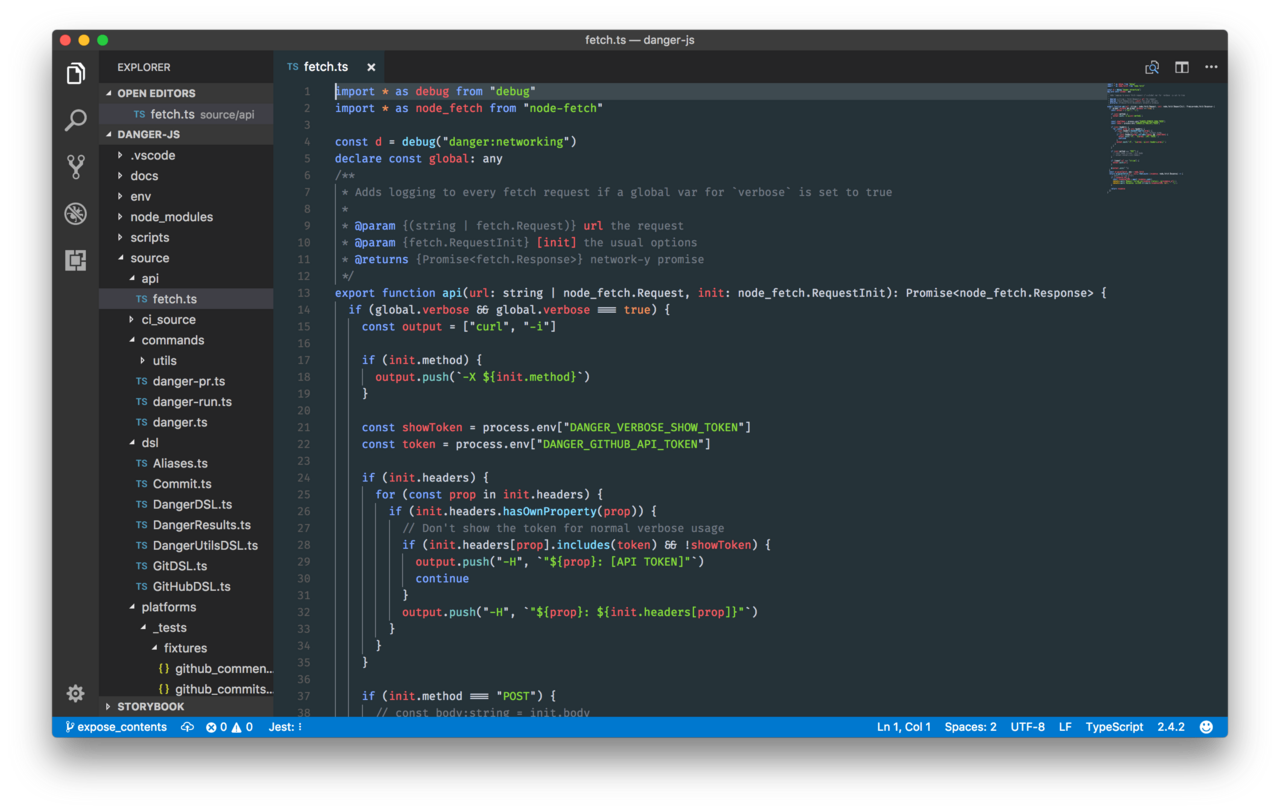 fetch.ts — danger-js
EXPLORER
OPEN EDITORS
TS fetch.ts source/api
DANGER-JS
.vscode
docs
env
node_modules
scripts
source
api
TS fetch.ts
ci_source
commands
utils
TS danger-pr.ts
TS danger-run.ts
TS danger.ts
dsl
TS Aliases.ts
TS Commit.ts
TS DangerDSL.ts
TS DangerResults.ts
TS DangerUtilsDSL.ts
TS GitDSL.ts
TS GitHubDSL.ts
platforms
_tests
fixtures
{} github_commen...
{} github_commits...
STORYBOOK
TS fetch.ts ×
1 import * as debug from "debug"
2 import * as node_fetch from "node-fetch"
3
4 const d = debug("danger:networking")
5 declare const global: any
6 /**
7  * Adds logging to every fetch request if a global var for `verbose` is set to true
8  *
9  * @param {(string | fetch.Request)} url the request
10  * @param {fetch.RequestInit} [init] the usual options
11  * @returns {Promise<fetch.Response>} network-y promise
12  */
13 export function api(url: string | node_fetch.Request, init: node_fetch.RequestInit): Promise<node_fetch.Response> {
14   if (global.verbose && global.verbose === true) {
15     const output = ["curl", "-i"]
16
17     if (init.method) {
18       output.push(`-X ${init.method}`)
19     }
20
21     const showToken = process.env["DANGER_VERBOSE_SHOW_TOKEN"]
22     const token = process.env["DANGER_GITHUB_API_TOKEN"]
23
24     if (init.headers) {
25       for (const prop in init.headers) {
26         if (init.headers.hasOwnProperty(prop)) {
27           // Don't show the token for normal verbose usage
28           if (init.headers[prop].includes(token) && !showToken) {
29             output.push("-H", `"${prop}: [API TOKEN]"`)
30             continue
31           }
32           output.push("-H", `"${prop}: ${init.headers[prop]}"`)
33         }
34       }
35     }
36
37     if (init.method === "POST") {
38       // const body:string = init.body
expose_contents 0 0 Jest: Ln 1, Col 1 Spaces: 2 UTF-8 LF TypeScript 2.4.2